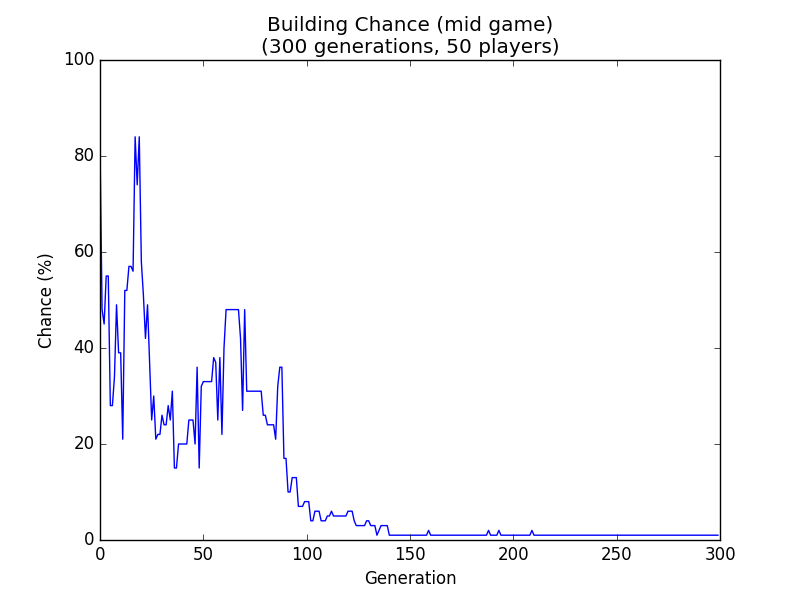 Building Chance (mid game)
(300 generations, 50 players)
100
80
60
40
20
0
Chance (%)
0 50 100 150 200 250 300
Generation